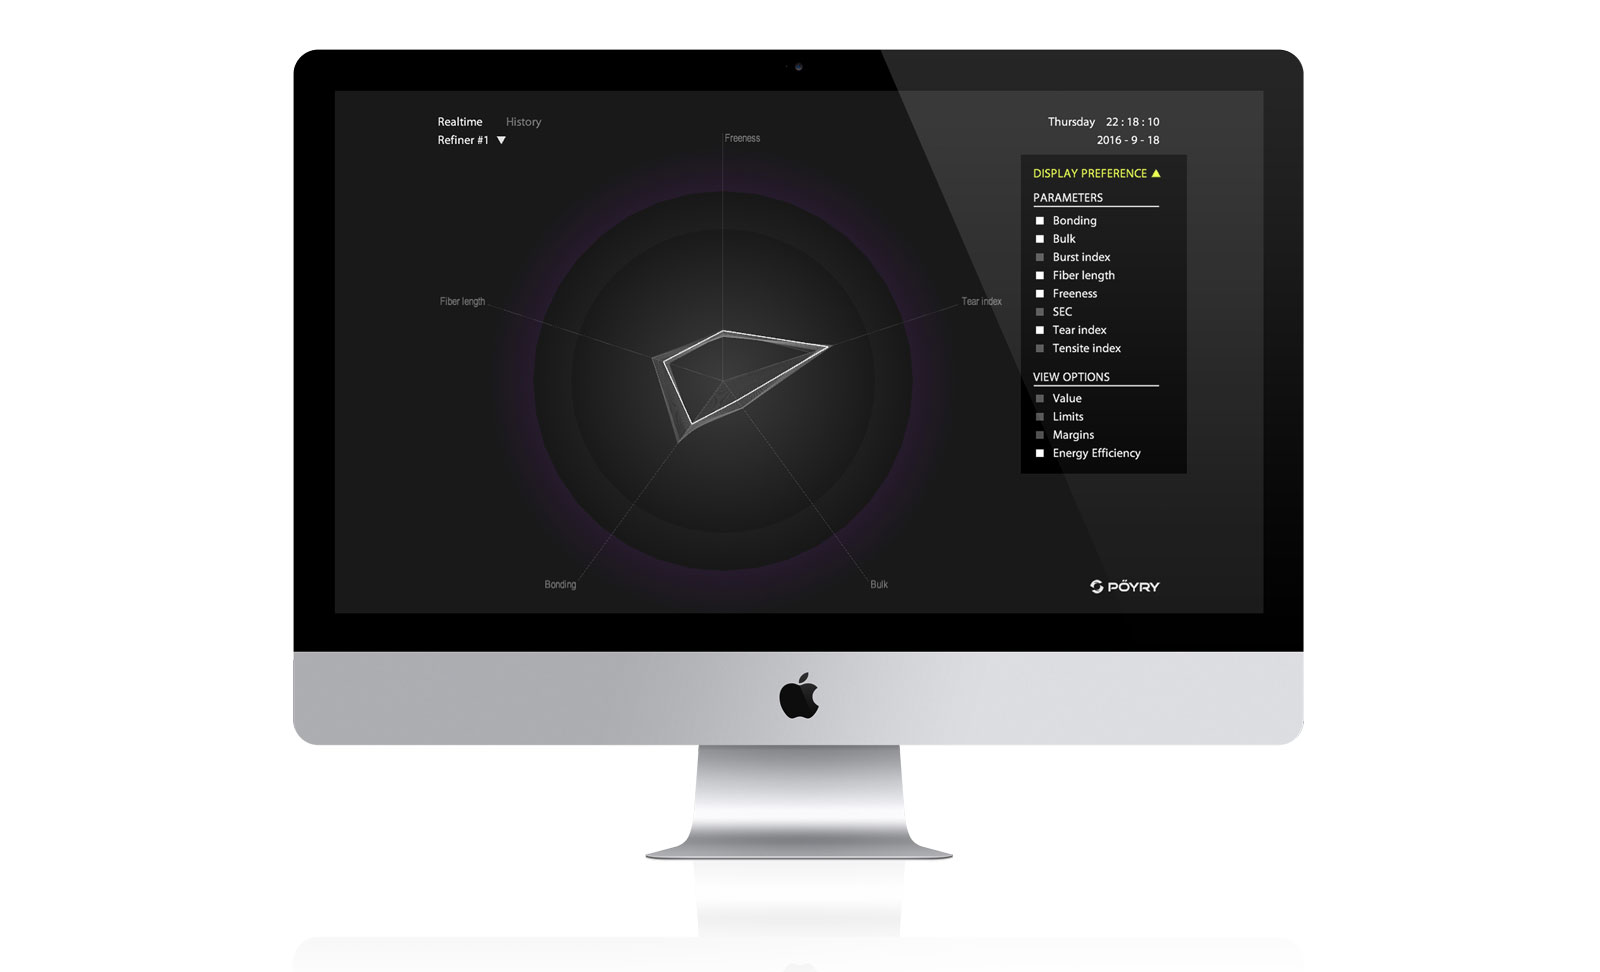 Realtime History
Refiner #1
Thursday 22 : 18 : 10
2016 - 9 - 18
Freeness
Fiber length
Tear index
Bonding
Bulk
DISPLAY PREFERENCE
PARAMETERS
Bonding
Bulk
Burst index
Fiber length
Freeness
SEC
Tear index
Tensite index
VIEW OPTIONS
Value
Limits
Margins
Energy Efficiency
PÖYRY